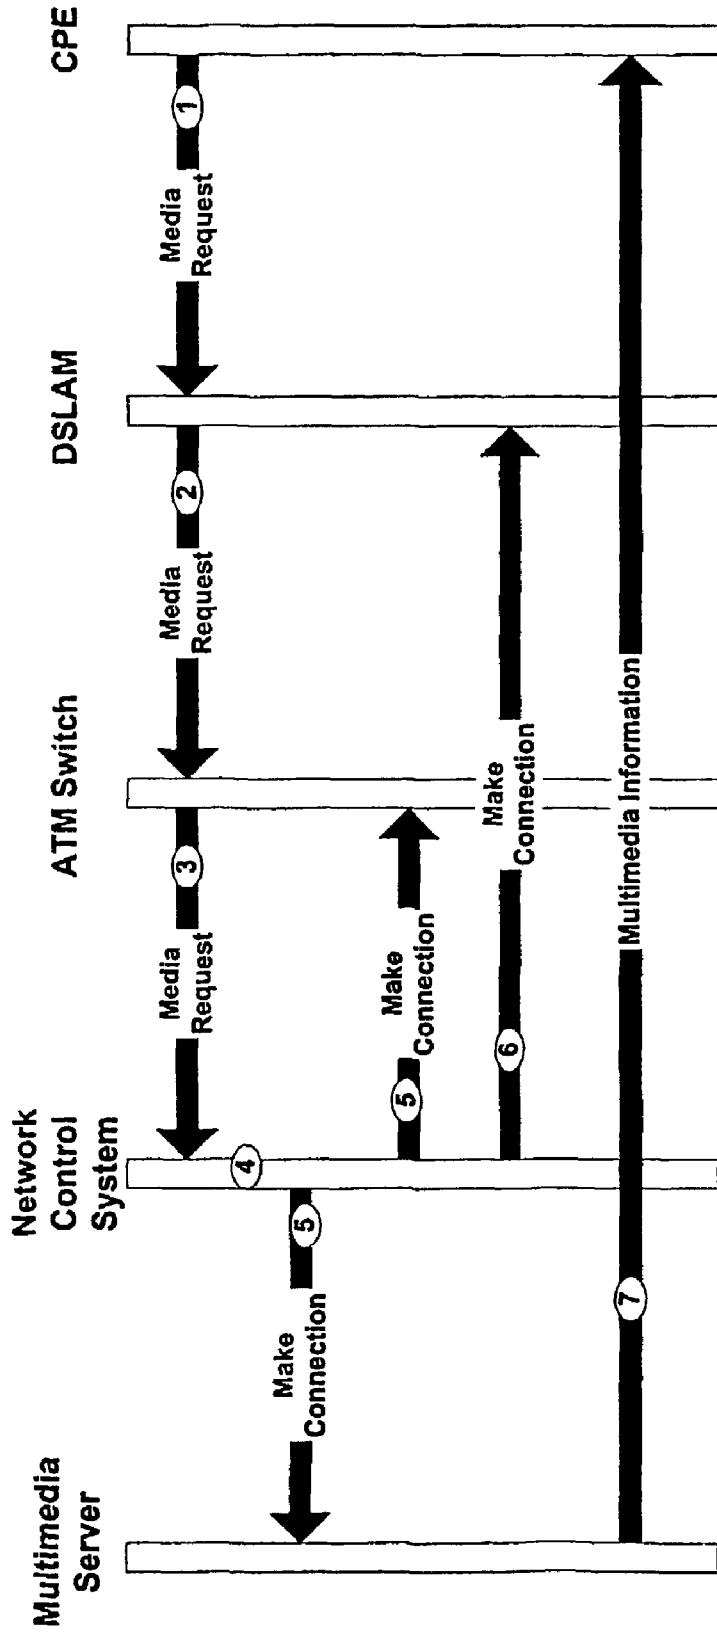 Multimedia
Server
Network
Control
System
ATM Switch
DSLAM
CPE
Media
Request
3
Media
Request
2
Media
Request
1
4
Make
Connection
5
5
Make
Connection
6
Make
Connection
7
Multimedia Information